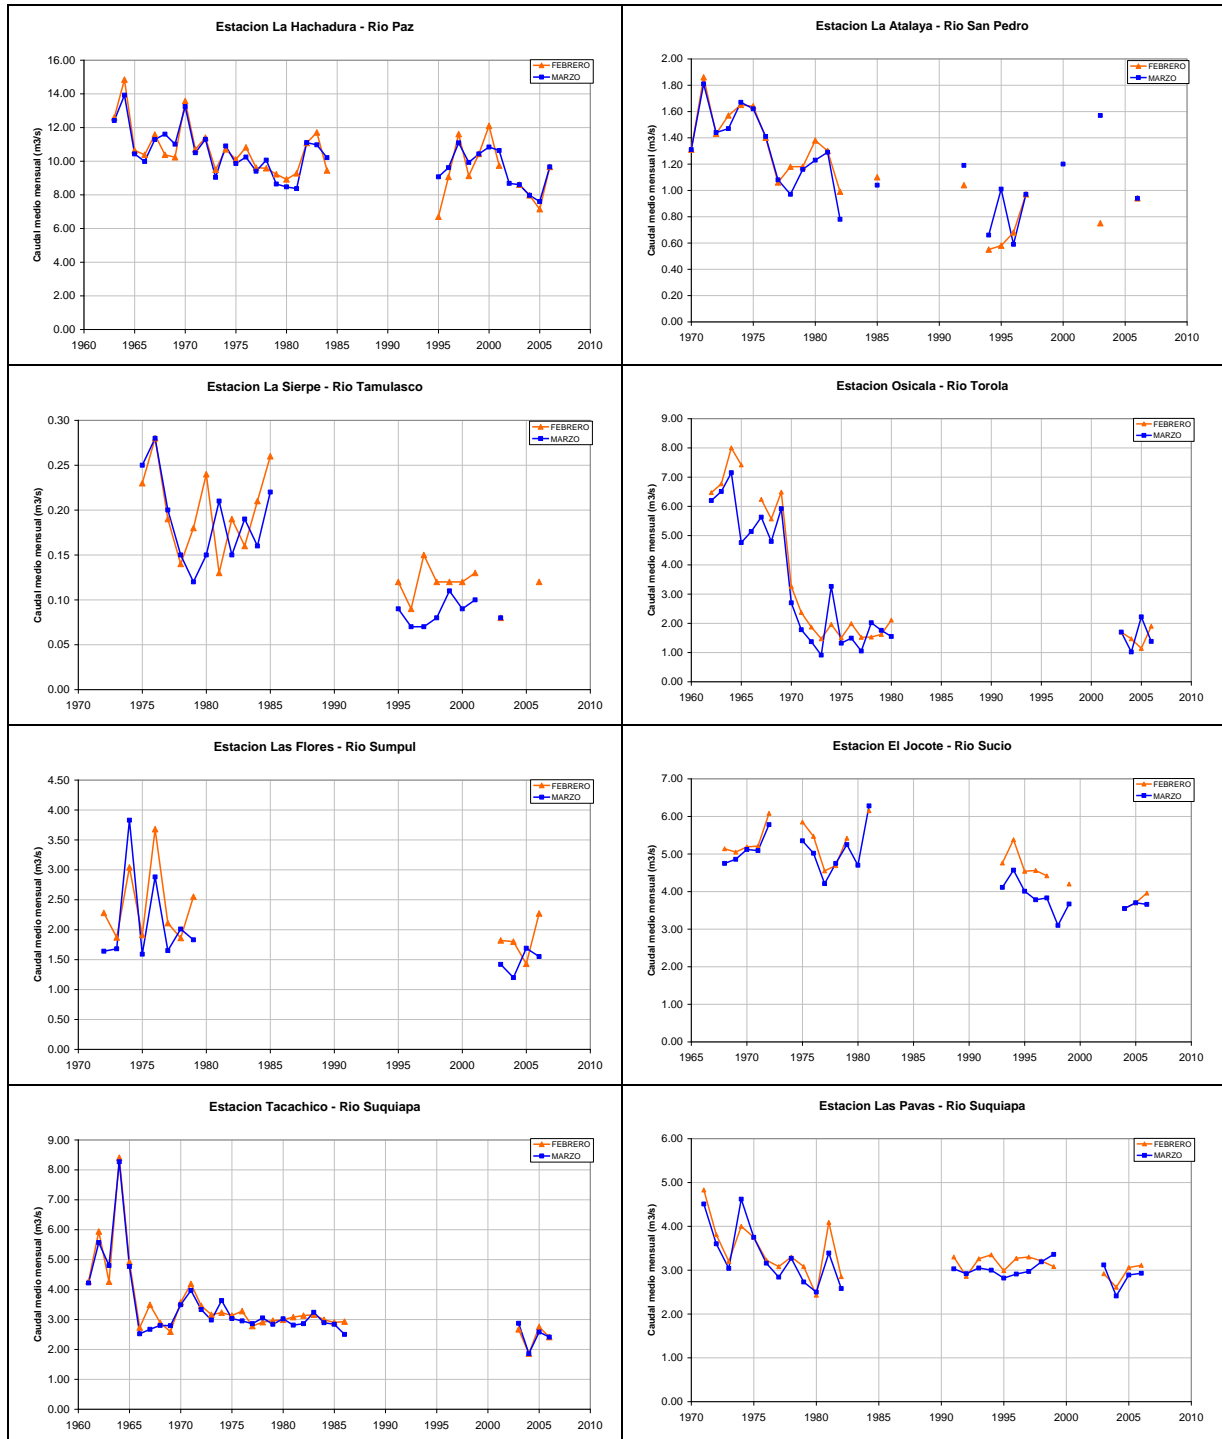 Estacion La Hachadura - Rio Paz
Caudal medio mensual (m3/s)
16.00
14.00
12.00
10.00
8.00
6.00
4.00
2.00
0.00
1960 1965 1970 1975 1980 1985 1990 1995 2000 2005 2010
FEBRERO
MARZO
Estacion La Atalaya - Rio San Pedro
Caudal medio mensual (m3/s)
2.00
1.80
1.60
1.40
1.20
1.00
0.80
0.60
0.40
0.20
0.00
1970 1975 1980 1985 1990 1995 2000 2005 2010
FEBRERO
MARZO
Estacion La Sierpe - Rio Tamulasco
Caudal medio mensual (m3/s)
0.30
0.25
0.20
0.15
0.10
0.05
0.00
1970 1975 1980 1985 1990 1995 2000 2005 2010
FEBRERO
MARZO
Estacion Osicala - Rio Torola
Caudal medio mensual (m3/s)
9.00
8.00
7.00
6.00
5.00
4.00
3.00
2.00
1.00
0.00
1960 1965 1970 1975 1980 1985 1990 1995 2000 2005 2010
FEBRERO
MARZO
Estacion Las Flores - Rio Sumpul
Caudal medio mensual (m3/s)
4.50
4.00
3.50
3.00
2.50
2.00
1.50
1.00
0.50
0.00
1970 1975 1980 1985 1990 1995 2000 2005 2010
FEBRERO
MARZO
Estacion El Jocote - Rio Sucio
Caudal medio mensual (m3/s)
7.00
6.00
5.00
4.00
3.00
2.00
1.00
0.00
1965 1970 1975 1980 1985 1990 1995 2000 2005 2010
FEBRERO
MARZO
Estacion Tacachico - Rio Suquiapa
Caudal medio mensual (m3/s)
9.00
8.00
7.00
6.00
5.00
4.00
3.00
2.00
1.00
0.00
1960 1965 1970 1975 1980 1985 1990 1995 2000 2005 2010
FEBRERO
MARZO
Estacion Las Pavas - Rio Suquiapa
Caudal medio mensual (m3/s)
6.00
5.00
4.00
3.00
2.00
1.00
0.00
1970 1975 1980 1985 1990 1995 2000 2005 2010
FEBRERO
MARZO